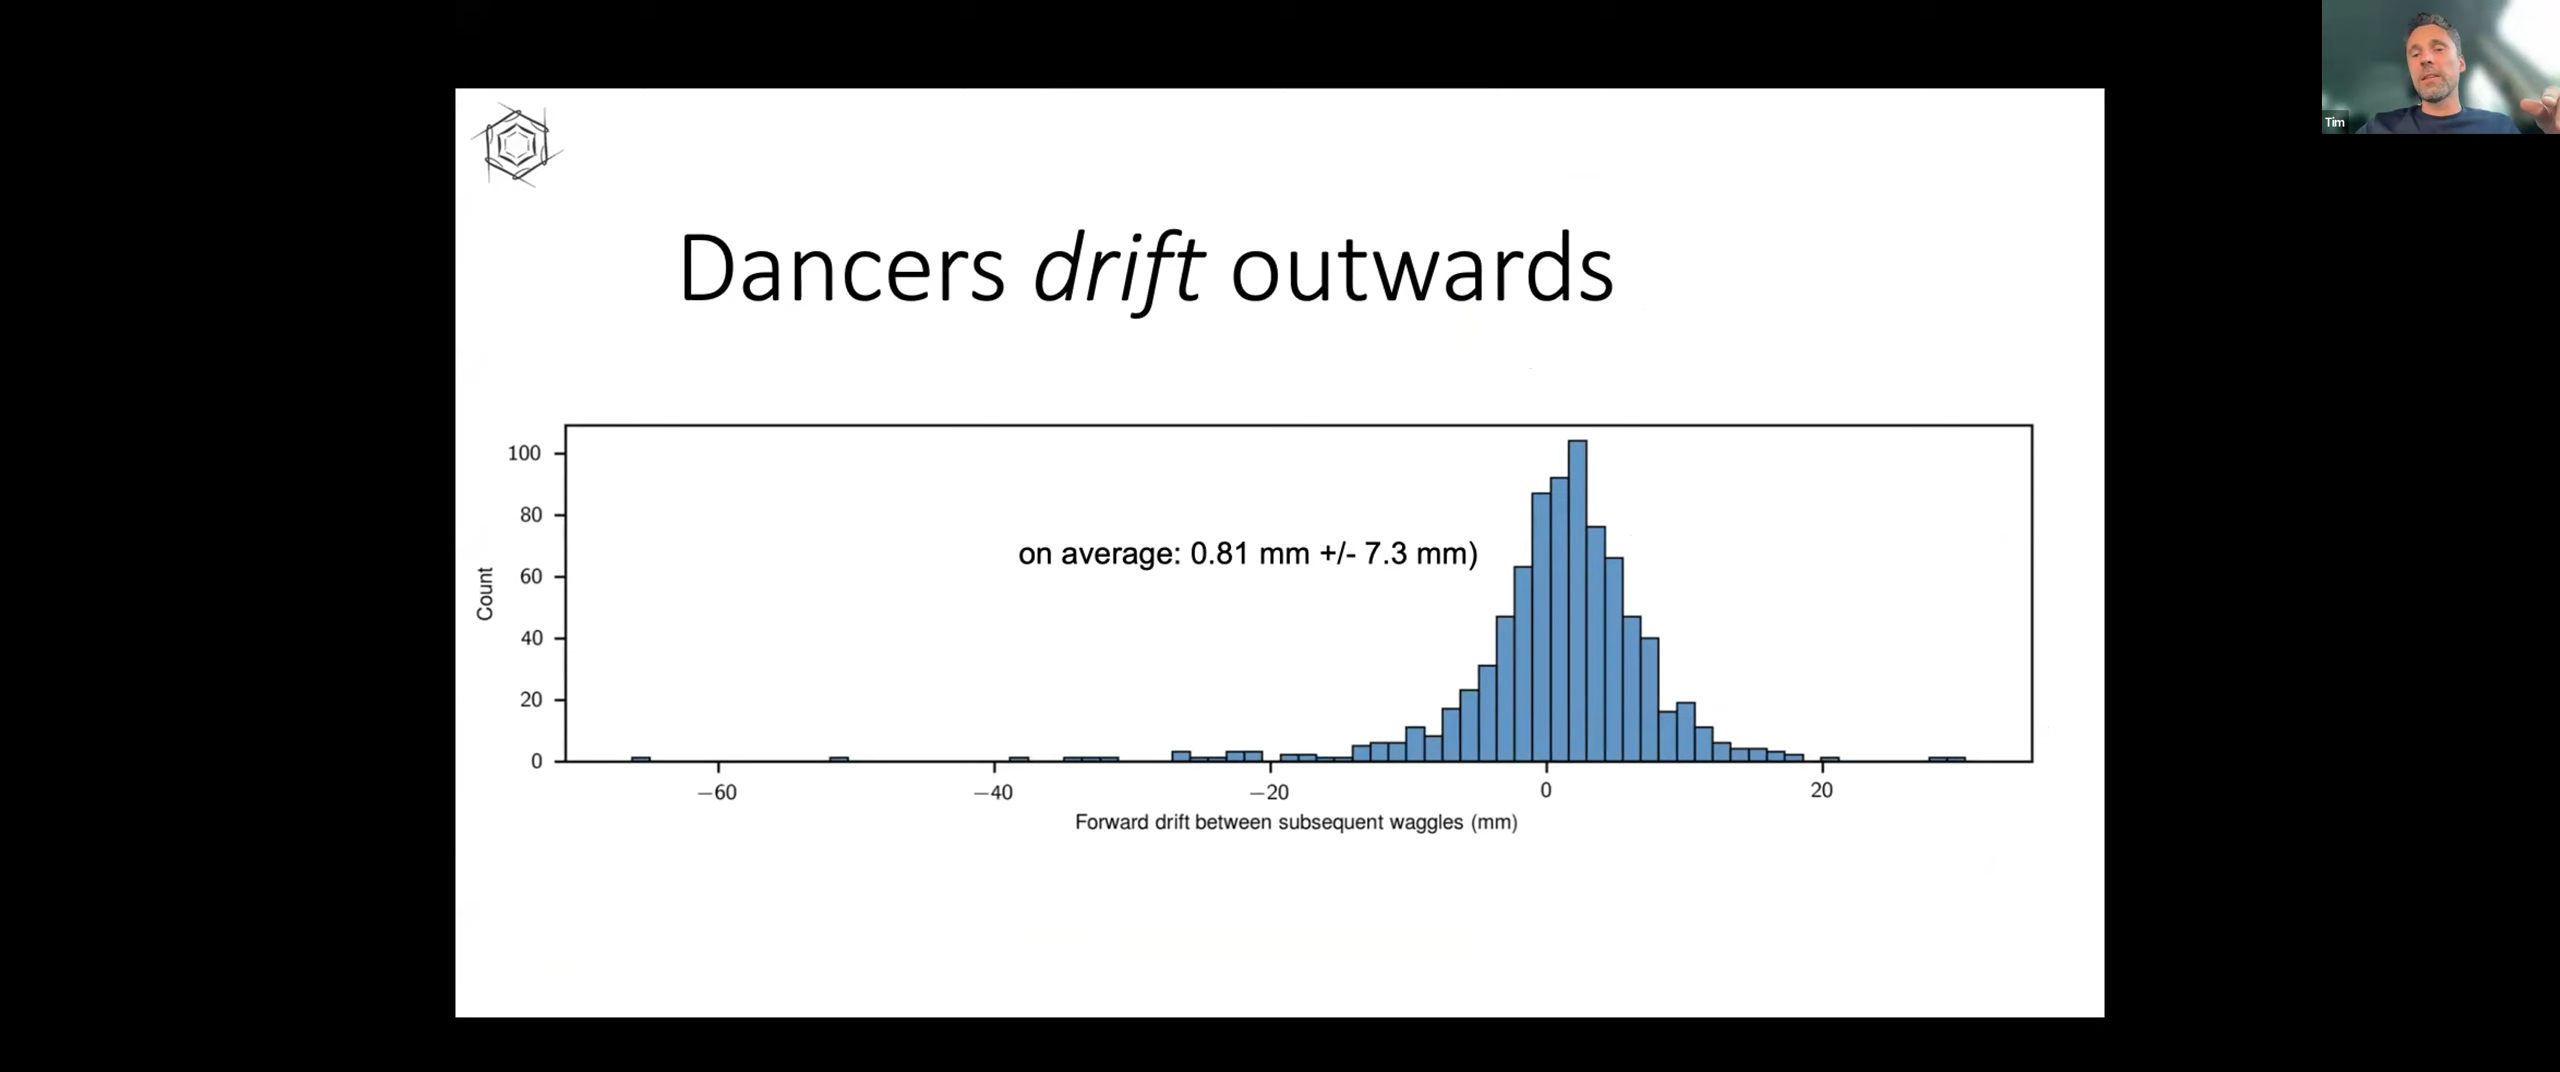 Tim
Dancers drift outwards
100
80
60
40
20
0
Count
on average: 0.81 mm +/- 7.3 mm)
−60
−40
−20
0
20
Forward drift between subsequent waggles (mm)